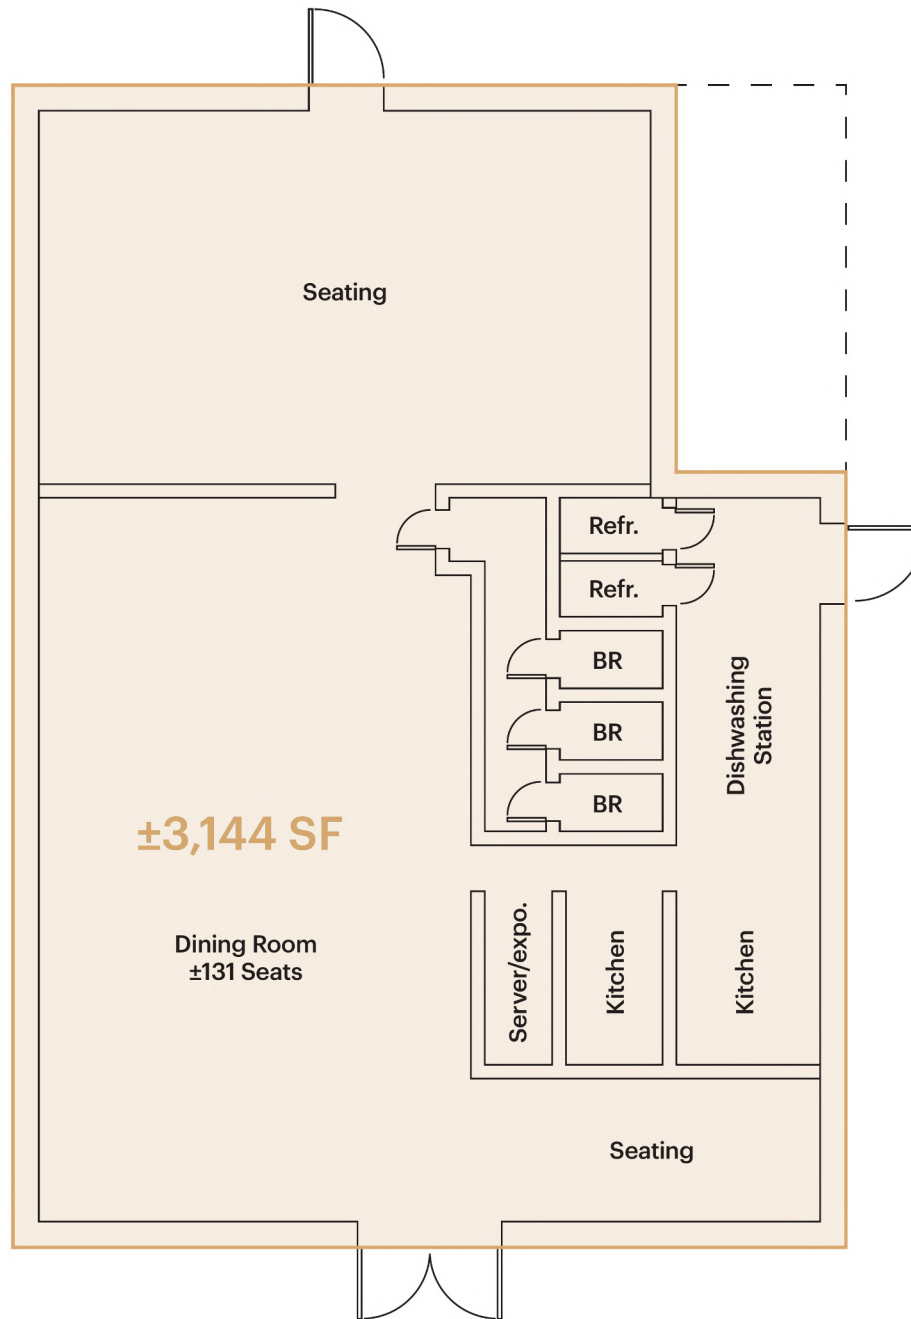 Seating
Refr.
Refr.
BR
BR
BR
Dishwashing
Station
±3,144 SF
Dining Room
±131 Seats
Server/expo.
Kitchen
Kitchen
Seating